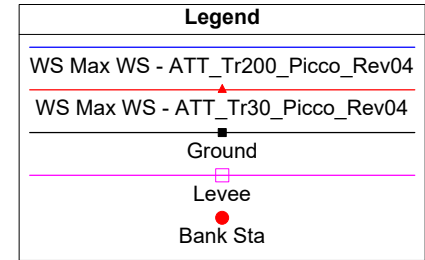 Legend
WS Max WS - ATT_Tr200_Picco_Rev04
WS Max WS - ATT_Tr30_Picco_Rev04
Ground
Levee
Bank Sta